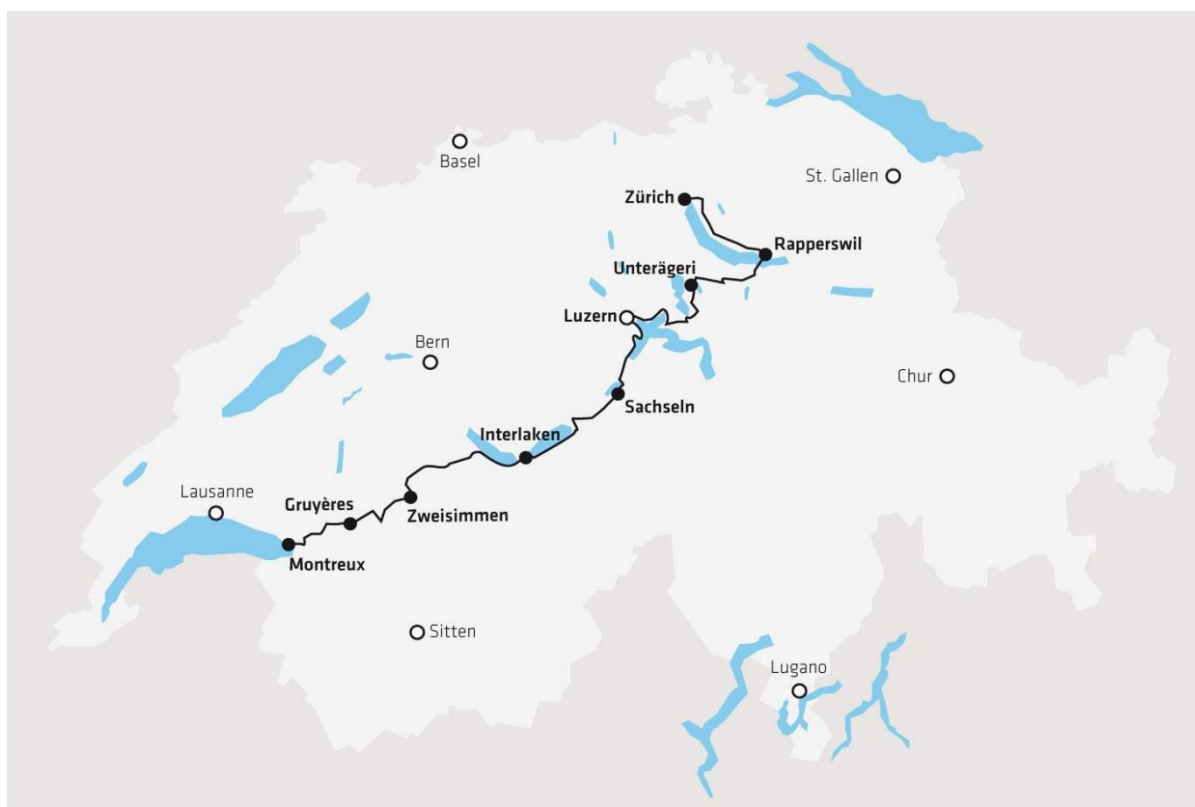 Basel
St. Gallen
Zürich
Rapperswil
Unterägeri
Luzern
Bern
Chur
Sachseln
Interlaken
Lausanne
Gruyères
Zweisimmen
Montreux
Sitten
Lugano